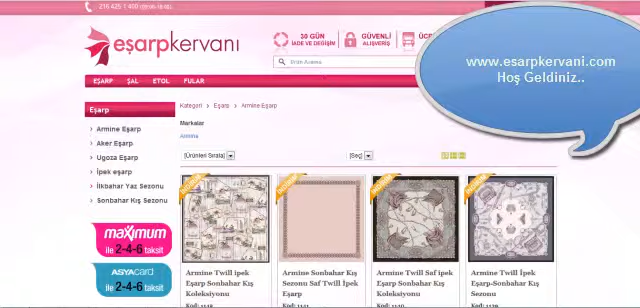 216 425 1 400
eşarpkervanı
30 GÜN
İADE VE DEĞİŞİM
GÜVENLİ
ALIŞVERİŞ
Ürün Arama
www.esarpkervani.com
Hoş Geldiniz..
EŞARP ŞAL ETOL FULAR
Eşarp
Kategori > Eşarp > Armine Eşarp
Markalar
Armine
Armine Eşarp
Aker Eşarp
Ugoza Eşarp
İpek eşarp
İlkbahar Yaz Sezonu
Sonbahar Kış Sezonu
[Ürünleri Sırala]
[Seç]
maximum
ile 2-4-6 taksit
ASYAcard
ile 2-4-6 taksit
Armine Twill ipek
Eşarp-Sonbahar Kış
Koleksiyonu
Armine Sonbahar Kış
Sezonu Saf Twill İpek
Eşarp
Armine Twill Saf ipek
Eşarp Sonbahar Kış
Koleksiyonu
Armine Twill İpek
Eşarp-Sonbahar Kış
Sezonu